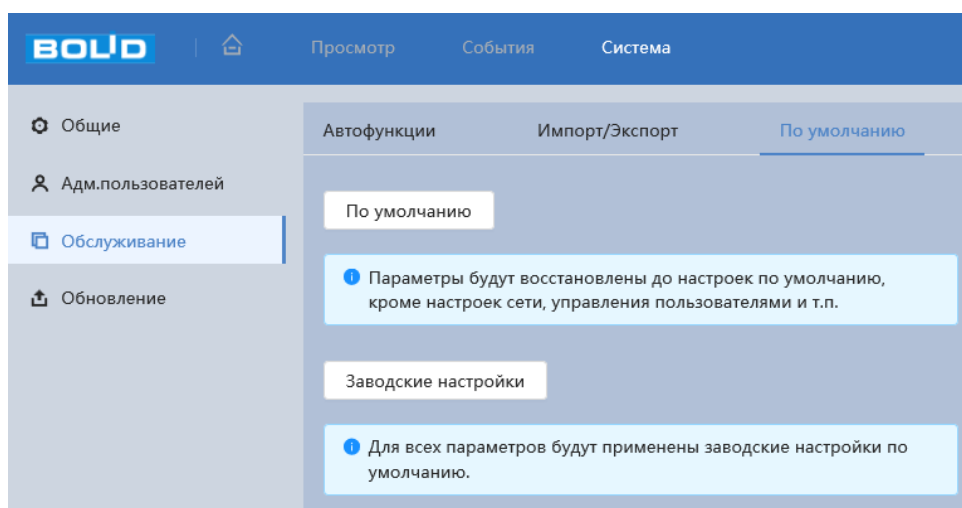 BOLID
Просмотр
События
Система
Общие
Адм.пользователей
Обслуживание
Обновление
Автофункции
Импорт/Экспорт
По умолчанию
По умолчанию
Параметры будут восстановлены до настроек по умолчанию,
кроме настроек сети, управления пользователями и т.п.
Заводские настройки
Для всех параметров будут применены заводские настройки по
умолчанию.